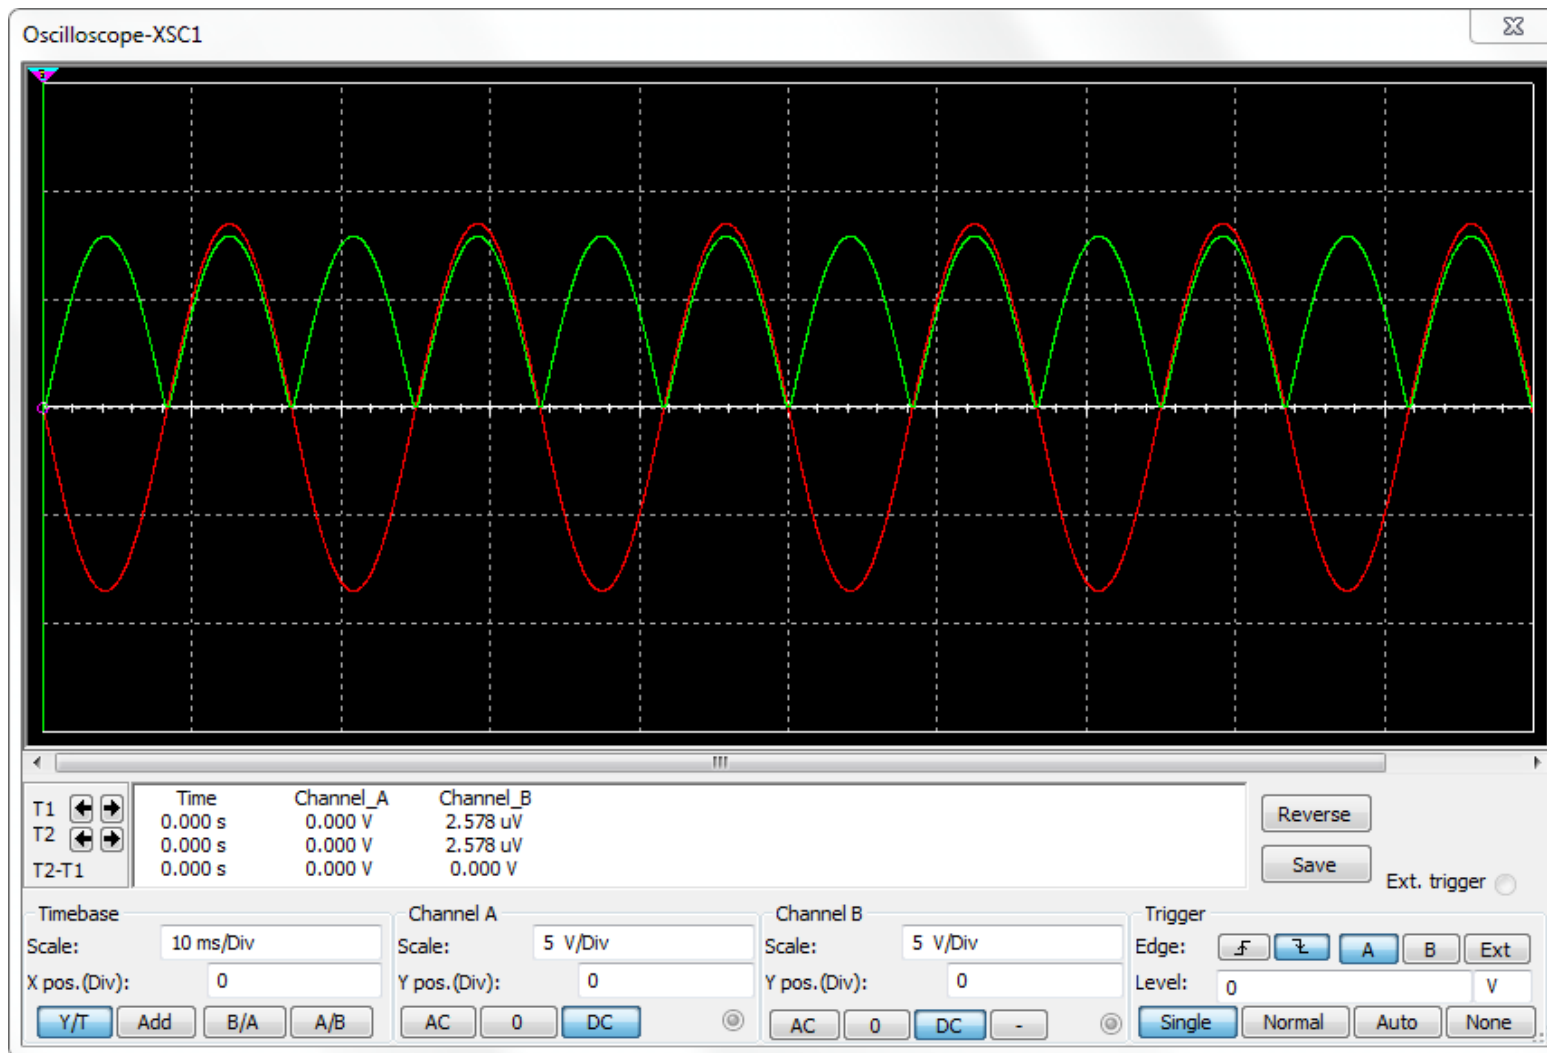 Oscilloscope-XSC1
T1
T2
T2-T1
Time Channel_A Channel_B
0.000 s 0.000 V 2.578 uV
0.000 s 0.000 V 2.578 uV
0.000 s 0.000 V 0.000 V
Reverse
Save
Ext. trigger
Timebase
Scale: 10 ms/Div
X pos.(Div): 0
Y/T Add B/A A/B
Channel A
Scale: 5 V/Div
Y pos.(Div): 0
AC 0 DC
Channel B
Scale: 5 V/Div
Y pos.(Div): 0
AC 0 DC -
Trigger
Edge: A B Ext
Level: 0 V
Single Normal Auto None